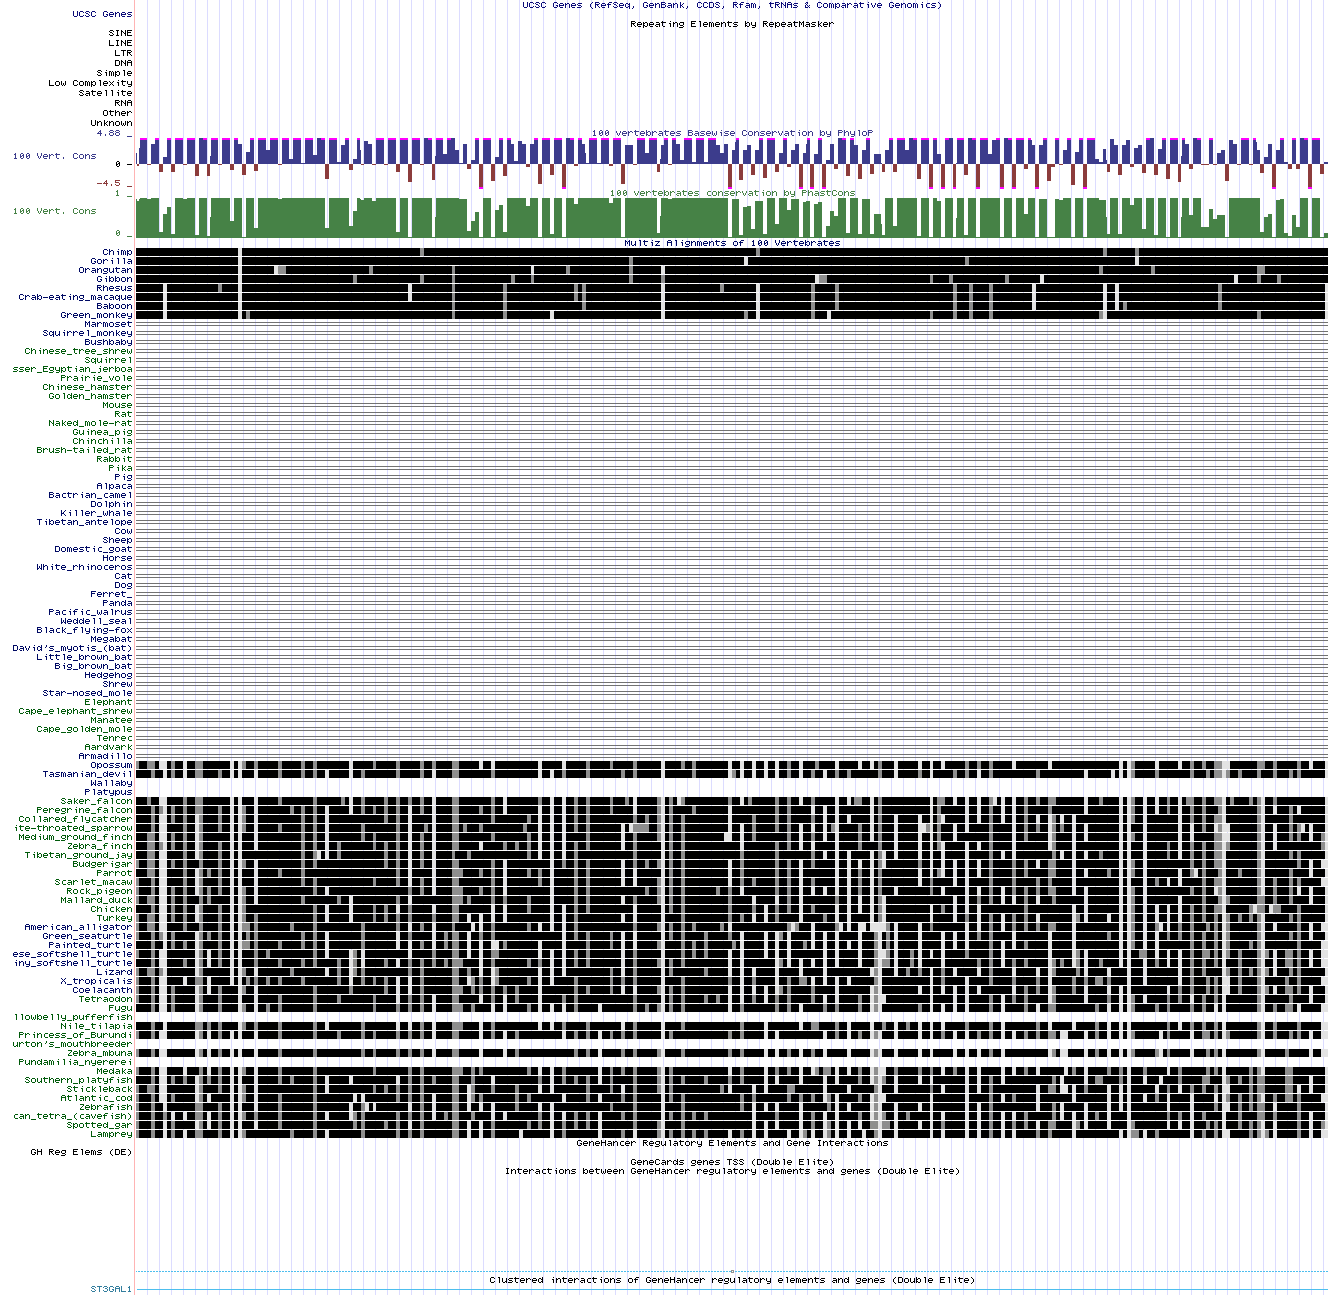 UCSC Genes (RefSeq, GenBank, CCDS, Rfam, tRNAs & Comparative Genomics)
UCSC Genes
Repeating Elements by RepeatMasker
SINE
LINE
LTR
DNA
Simple
Low Complexity
Satellite
RNA
Other
Unknown
100 vertebrates Basewise Conservation by PhyloP
4.88 _
100 Vert. Cons
0 _
-4.5 _
100 vertebrates conservation by PhastCons
1 _
100 Vert. Cons
0 _
Multiz Alignments of 100 Vertebrates
Chimp
Gorilla
Orangutan
Gibbon
Rhesus
Crab-eating_macaque
Baboon
Green_monkey
Marmoset
Squirrel_monkey
Bushbaby
Chinese_tree_shrew
Squirrel
sser_Egyptian_jerboa
Prairie_vole
Chinese_hamster
Golden_hamster
Mouse
Rat
Naked_mole-rat
Guinea_pig
Chinchilla
Brush-tailed_rat
Rabbit
Pika
Pig
Alpaca
Bactrian_camel
Dolphin
Killer_whale
Tibetan_antelope
Cow
Sheep
Domestic_goat
Horse
White_rhinoceros
Cat
Dog
Ferret_
Panda
Pacific_walrus
Weddell_seal
Black_flying-fox
Megabat
David's_myotis_(bat)
Little_brown_bat
Big_brown_bat
Hedgehog
Shrew
Star-nosed_mole
Elephant
Cape_elephant_shrew
Manatee
Cape_golden_mole
Tenrec
Aardvark
Armadillo
Opossum
Tasmanian_devil
Wallaby
Platypus
Saker_falcon
Peregrine_falcon
Collared_flycatcher
ite-throated_sparrow
Medium_ground_finch
Zebra_finch
Tibetan_ground_jay
Budgerigar
Parrot
Scarlet_macaw
Rock_pigeon
Mallard_duck
Chicken
Turkey
American_alligator
Green_seaturtle
Painted_turtle
ese_softshell_turtle
iny_softshell_turtle
Lizard
X_tropicalis
Coelacanth
Tetraodon
Fugu
llowbelly_pufferfish
Nile_tilapia
Princess_of_Burundi
urton's_mouthbreeder
Zebra_mbuna
Pundamilia_nyererei
Medaka
Southern_platyfish
Stickleback
Atlantic_cod
Zebrafish
can_tetra_(cavefish)
Spotted_gar
Lamprey
GeneHancer Regulatory Elements and Gene Interactions
GH Reg Elems (DE)
GeneCards genes TSS (Double Elite)
Interactions between GeneHancer regulatory elements and genes (Double Elite)
Clustered interactions of GeneHancer regulatory elements and genes (Double Elite)
ST3GAL1